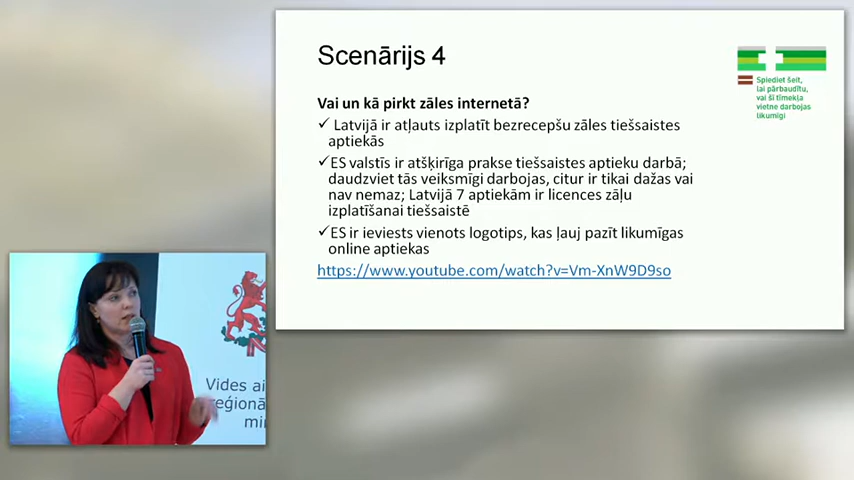 Scenārijs 4
Vai un kā pirkt zāles internetā?
✓ Latvijā ir atļauts izplatīt bezrecepšu zāles tiešsaistes
aptiekās
✓ES valstīs ir atšķirīga prakse tiešsaistes aptieku darbā;
daudzviet tās veiksmīgi darbojas, citur ir tikai dažas vai
nav nemaz; Latvijā 7 aptiekām ir licences zāļu
izplatīšanai tiešsaistē
✓ES ir ieviests vienots logotips, kas ļauj pazīt likumīgas
online aptiekas
https://www.youtube.com/watch?v=Vm-XnW9D9so
Spiediet šeit,
lai pārbaudītu,
vai šī tīmekļa
vietne darbojas
likumīgi
Vides ai
reģionā
min